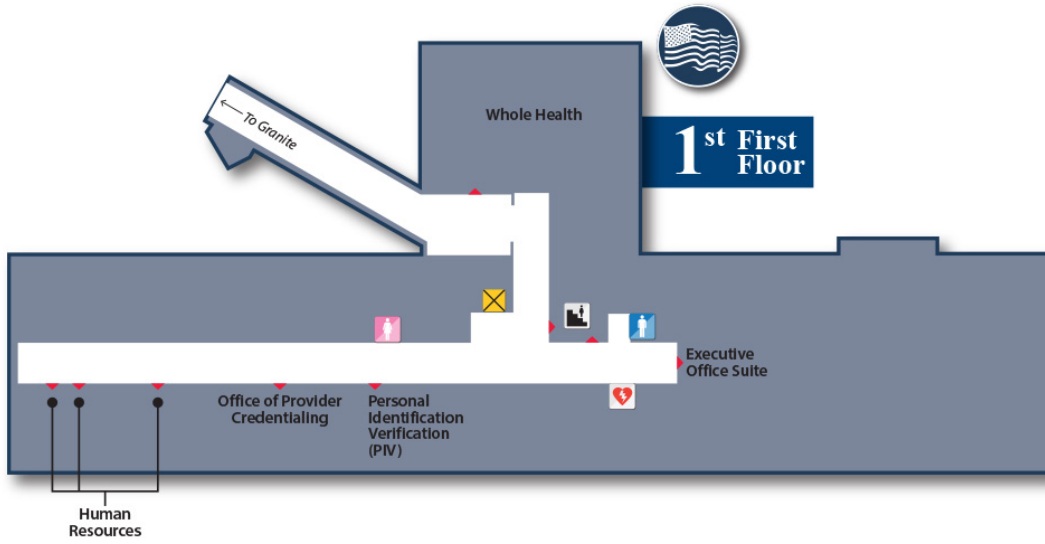 Whole Health
To Granite
1st First
Floor
Executive
Office Suite
Office of Provider
Credentialing
Personal
Identification
Verification
(PIV)
Human
Resources